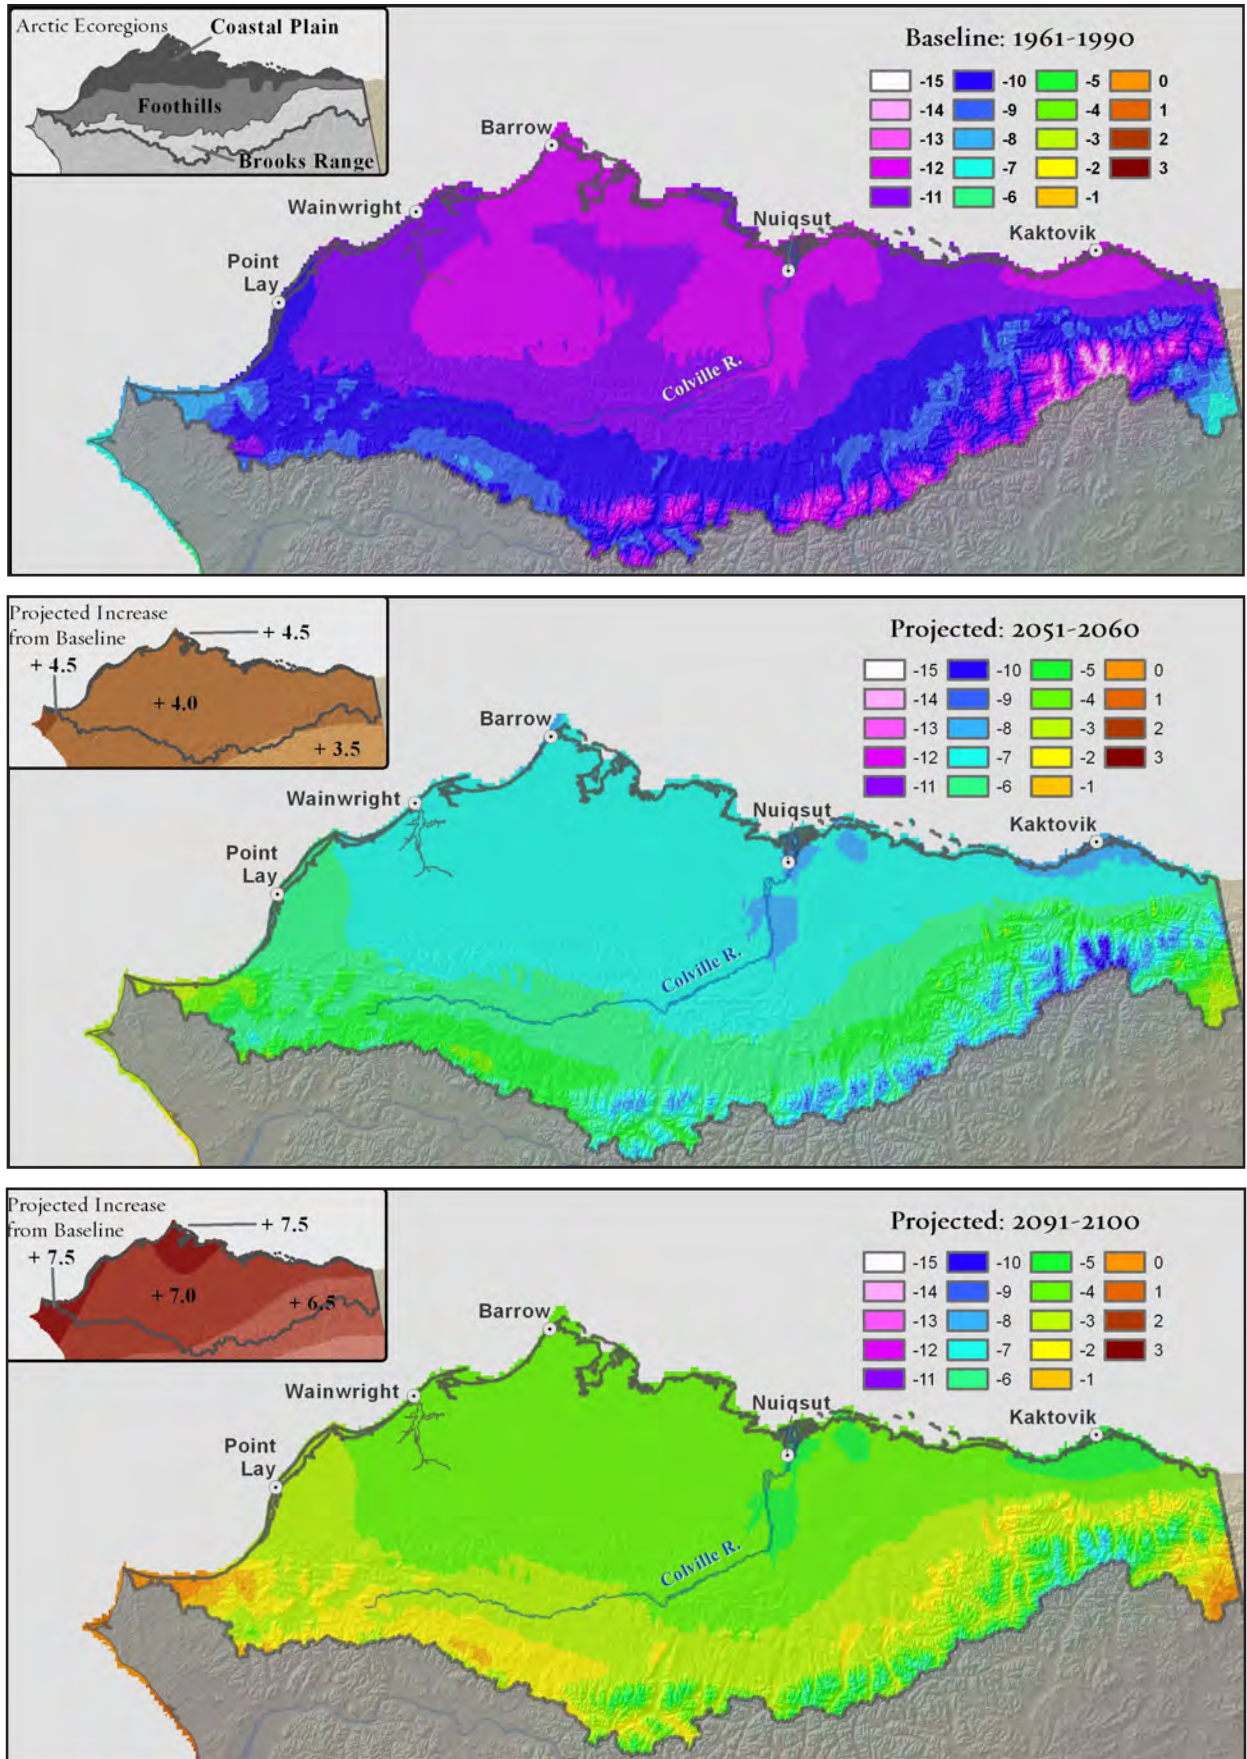 Arctic Ecoregions
Coastal Plain
Foothills
Brooks Range
Baseline: 1961-1990
-15 -10 -5 0
-14 -9 -4 1
-13 -8 -3 2
-12 -7 -2 3
-11 -6 -1
Barrow
Wainwright
Nuiqsut
Kaktovik
Point
Lay
Colville R.
Projected Increase
from Baseline
+ 4.5
+ 4.5
+ 4.0
+ 3.5
Projected: 2051-2060
-15 -10 -5 0
-14 -9 -4 1
-13 -8 -3 2
-12 -7 -2 3
-11 -6 -1
Barrow
Wainwright
Nuiqsut
Kaktovik
Point
Lay
Colville R.
Projected Increase
from Baseline
+ 7.5
+ 7.5
+ 7.0
+ 6.5
Projected: 2091-2100
-15 -10 -5 0
-14 -9 -4 1
-13 -8 -3 2
-12 -7 -2 3
-11 -6 -1
Barrow
Wainwright
Nuiqsut
Kaktovik
Point
Lay
Colville R.